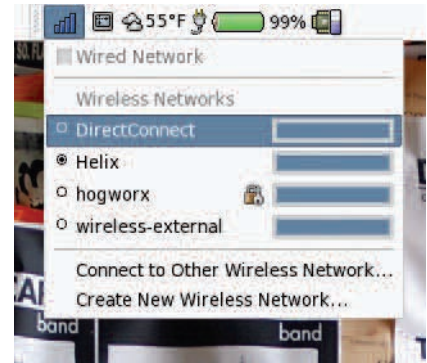 55°F 99%
Wired Network
Wireless Networks
DirectConnect
Helix
hogworx
wireless-external
Connect to Other Wireless Network...
Create New Wireless Network...
band
band